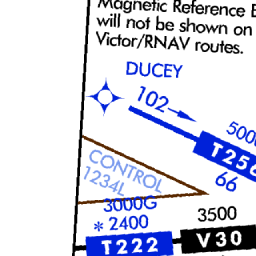 Magnetic Reference
will not be shown on
Victor/RNAV routes.
DUCEY
102
500
T256
66
CONTROL
1234L
3000G
* 2400
3500
T222
V30